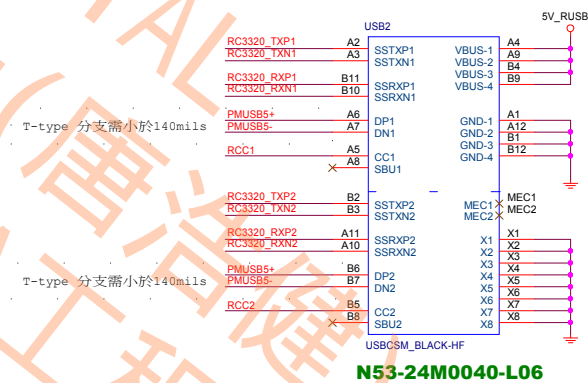 5V_RUSB
USB2
RC3320_TXP1 A2 SSTXP1 VBUS-1 A4
RC3320_TXN1 A3 SSTXN1 VBUS-2 A9
VBUS-3 B4
RC3320_RXP1 B11 SSRXP1 VBUS-4 B9
RC3320_RXN1 B10 SSRXN1
PMUSB5+ A6 DP1 GND-1 A1
T-type 分支需小於140mils PMUSB5- A7 DN1 GND-2 A12
GND-3 B1
RCC1 A5 CC1 GND-4 B12
A8 SBU1
RC3320_TXP2 B2 SSTXP2 MEC1 MEC1
RC3320_TXN2 B3 SSTXN2 MEC2 MEC2
RC3320_RXP2 A11 SSRXP2 X1 X1
RC3320_RXN2 A10 SSRXN2 X2 X2
X3 X3
PMUSB5+ B6 DP2 X4 X4
T-type 分支需小於140mils PMUSB5- B7 DN2 X5 X5
X6 X6
RCC2 B5 CC2 X7 X7
B8 SBU2 X8 X8
USBCSM_BLACK-HF
N53-24M0040-L06